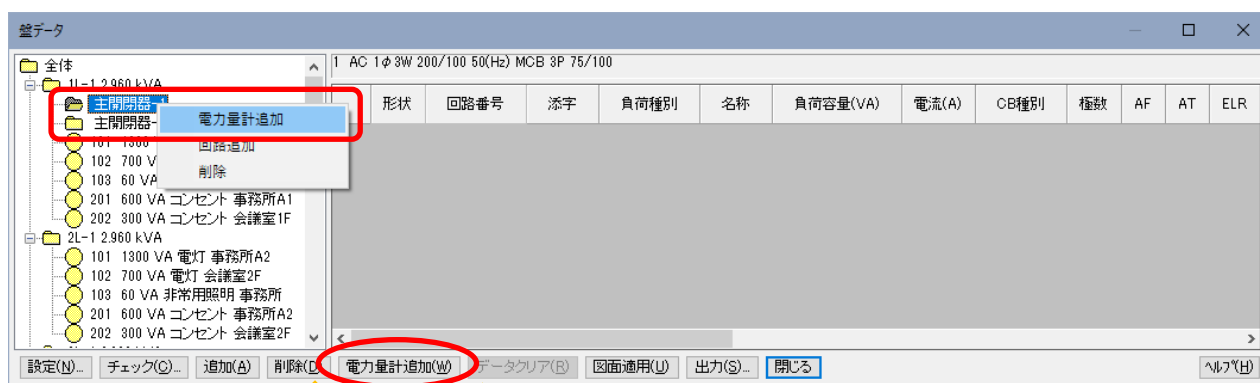 盤データ
全体
1 AC 1φ3W 200/100 50(Hz) MCB 3P 75/100
1L-1 2.960 kVA
主開閉器-1
主開閉器-
電力量計追加
回路追加
削除
101 1300
102 700 V
103 60 VA
201 600 VA コンセント 事務所A1
202 300 VA コンセント 会議室1F
2L-1 2.960 kVA
101 1300 VA 電灯 事務所A2
102 700 VA 電灯 会議室2F
103 60 VA 非常用照明 事務所
201 600 VA コンセント 事務所A2
202 300 VA コンセント 会議室2F
形状 回路番号 添字 負荷種別 名称 負荷容量(VA) 電流(A) CB種別 極数 AF AT ELR
設定(N)... チェック(C)... 追加(A) 削除(D 電力量計追加(W) データクリア(R) 図面適用(U) 出力(S)... 閉じる ヘルプ(H)